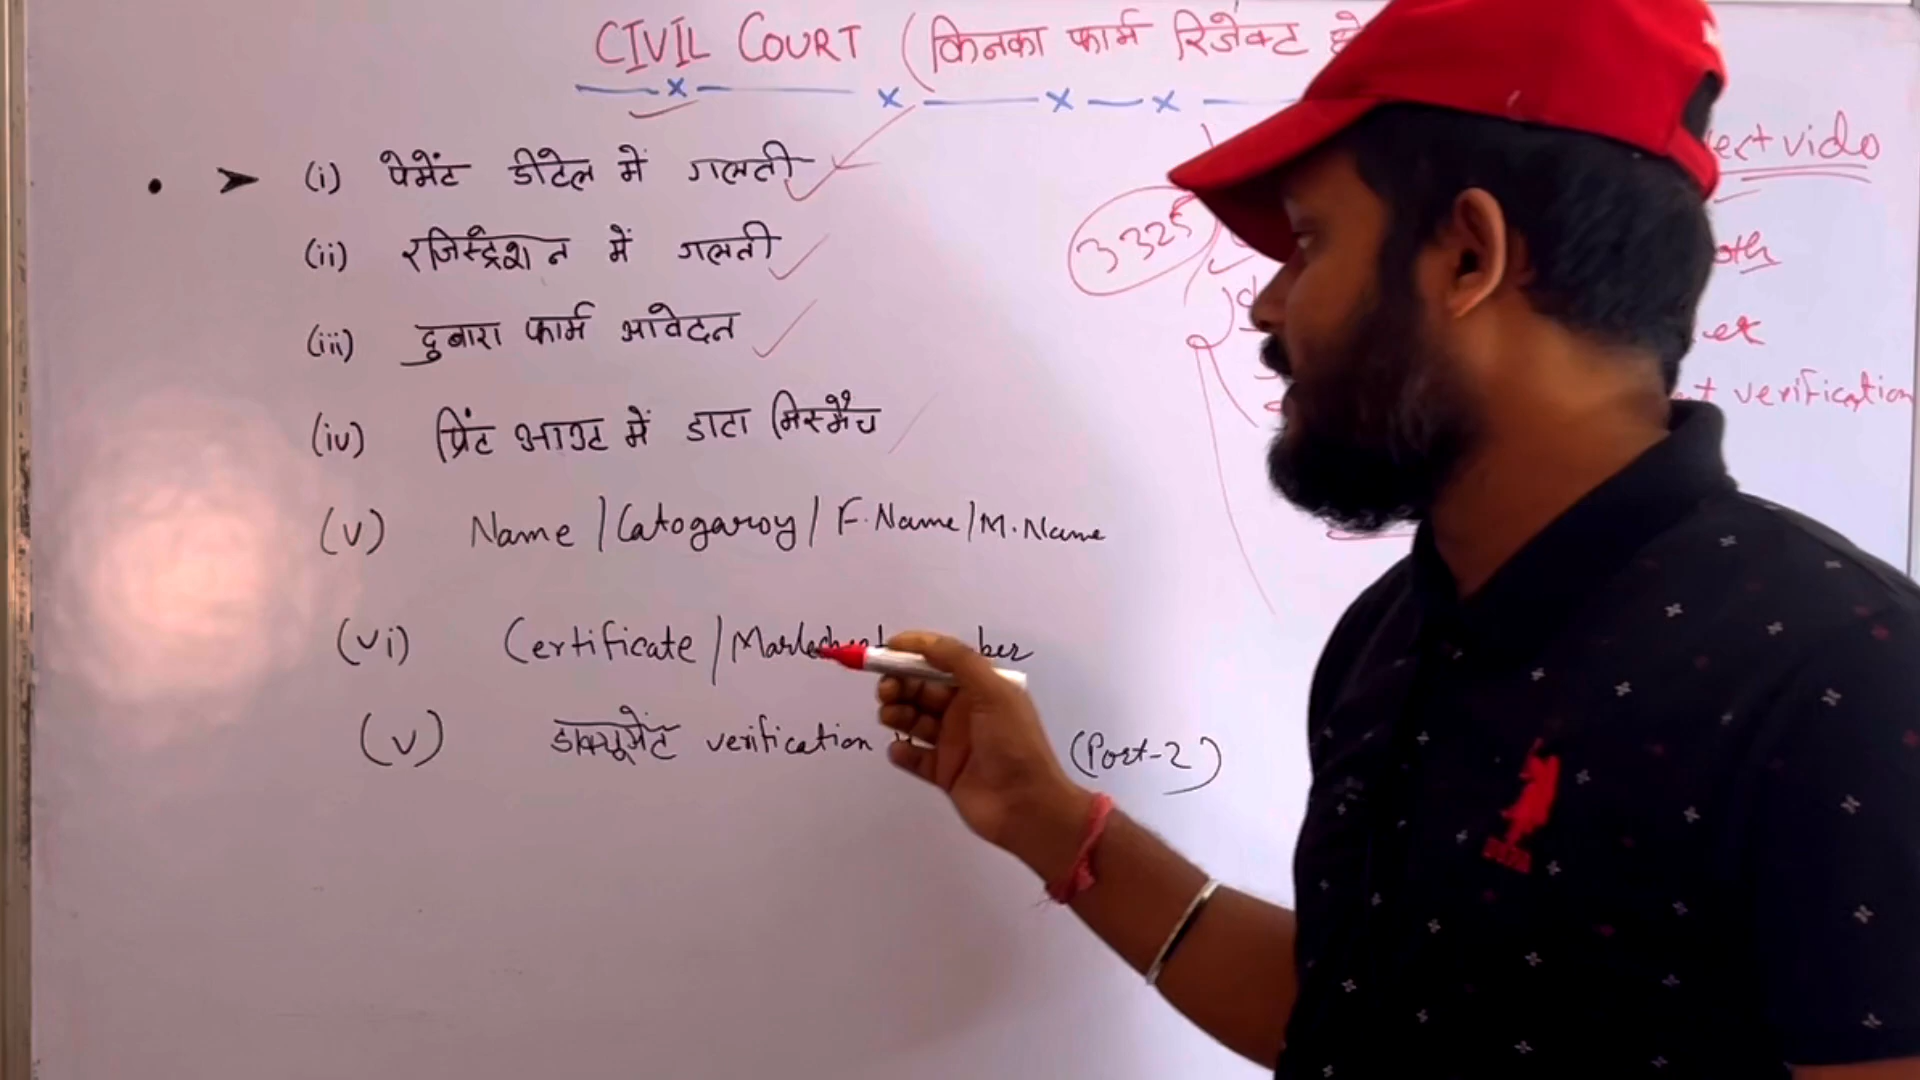 CIVIL COURT (किनका फार्म रिजेक्ट
(i) पेमेंट डीटेल में गलती
(ii) रजिस्ट्रेशन में गलती
(iii) दुबारा फार्म आवेदन
(iv) प्रिंट आउट में डाटा मिस्मैच
(v) Name / Catogaroy / F. Name / M. Name
(vi) Certificate /
(v) डाक्यूमेंट verification (Post-2)
vido
3325
verification